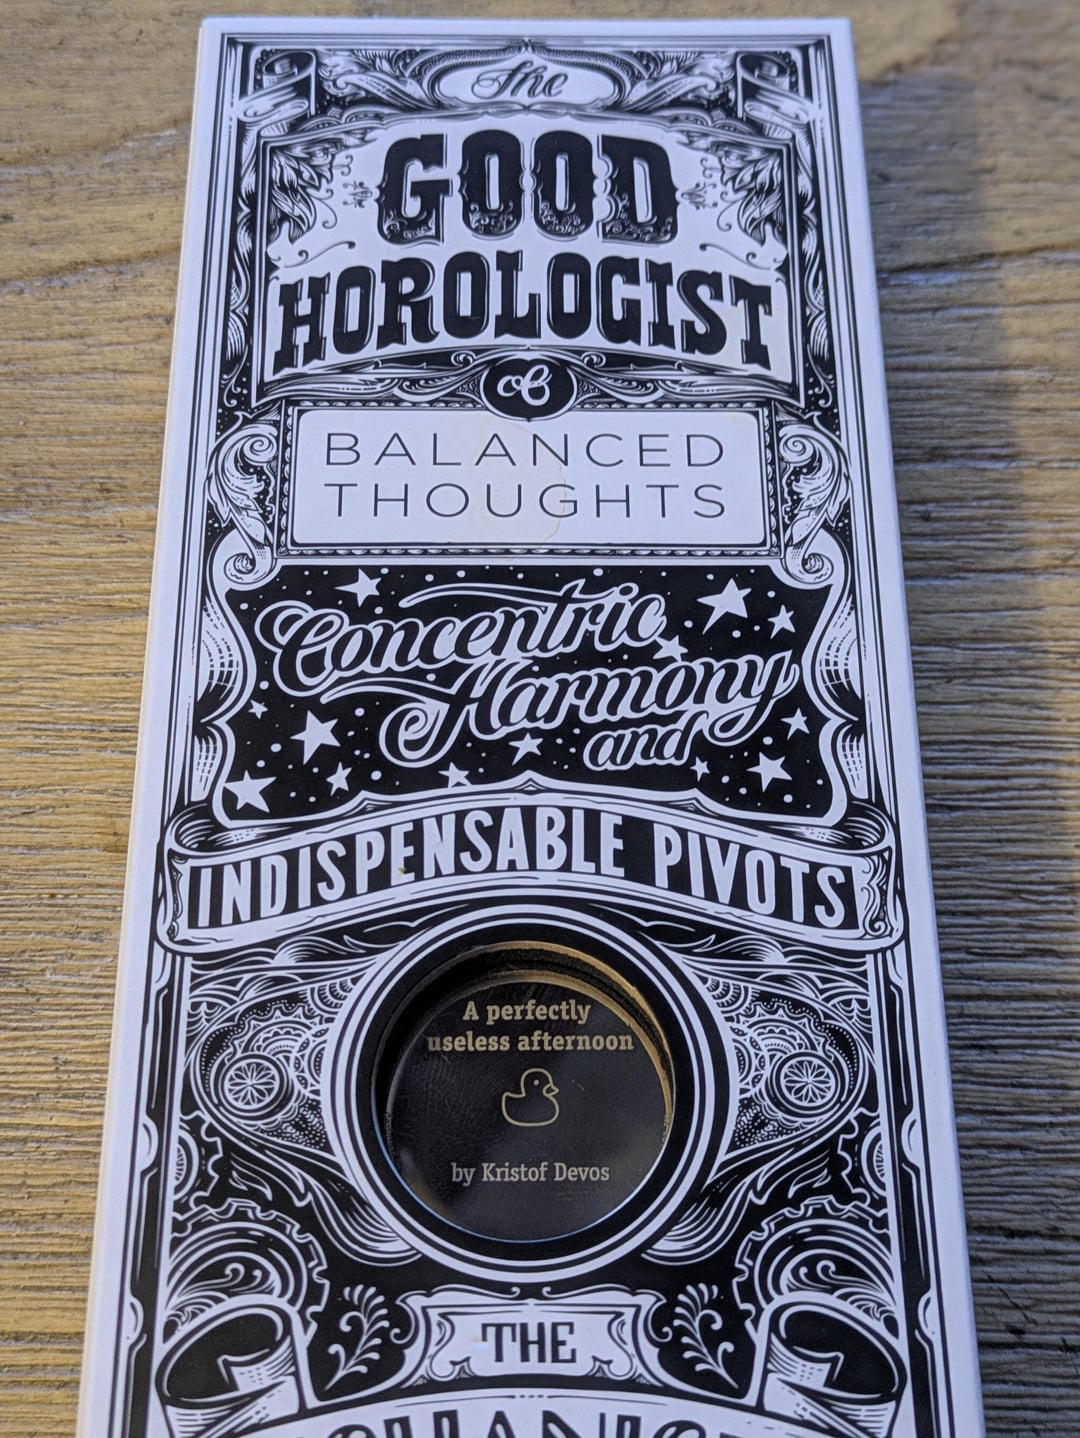 the
GOOD
HOROLOGIST
of
BALANCED
THOUGHTS
Concentric
Harmony
and
INDISPENSABLE PIVOTS
A perfectly
useless afternoon
by Kristof Devos
THE